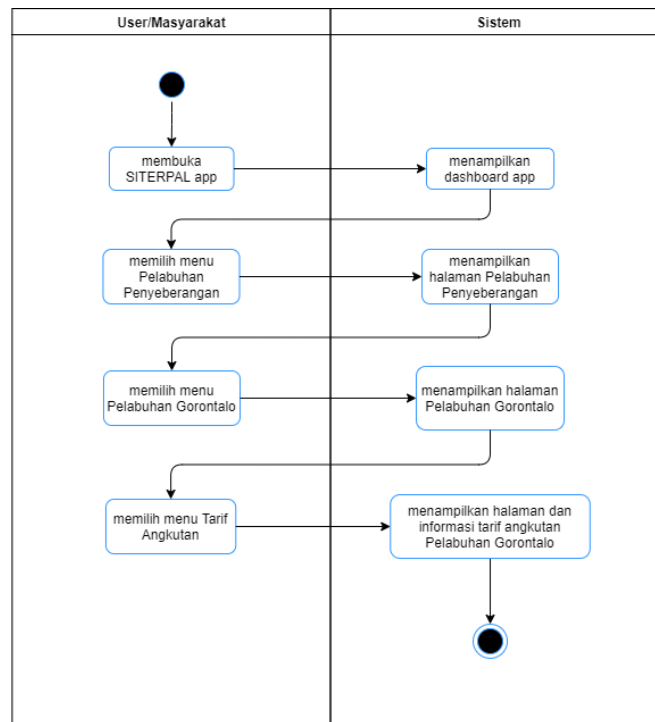 User/Masyarakat
Sistem
membuka
SITERPAL app
menampilkan
dashboard app
memilih menu
Pelabuhan
Penyeberangan
menampilkan
halaman Pelabuhan
Penyeberangan
memilih menu
Pelabuhan Gorontalo
menampilkan halaman
Pelabuhan Gorontalo
memilih menu Tarif
Angkutan
menampilkan halaman dan
informasi tarif angkutan
Pelabuhan Gorontalo